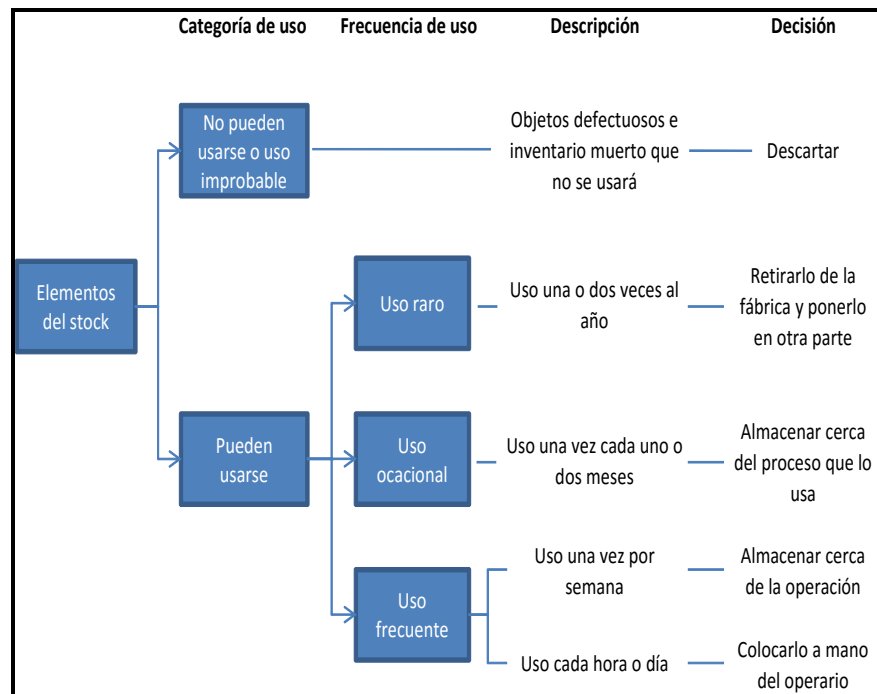 Categoría de uso Frecuencia de uso Descripción Decisión
No pueden
usarse o uso
improbable
Objetos defectuosos e
inventario muerto que
no se usará
Descartar
Elementos
del stock
Uso raro
Uso una o dos veces al
año
Retirarlo de la
fábrica y ponerlo
en otra parte
Pueden
usarse
Uso
ocacional
Uso una vez cada uno o
dos meses
Almacenar cerca
del proceso que lo
usa
Uso
frecuente
Uso una vez por
semana
Almacenar cerca
de la operación
Uso cada hora o día
Colocarlo a mano
del operario